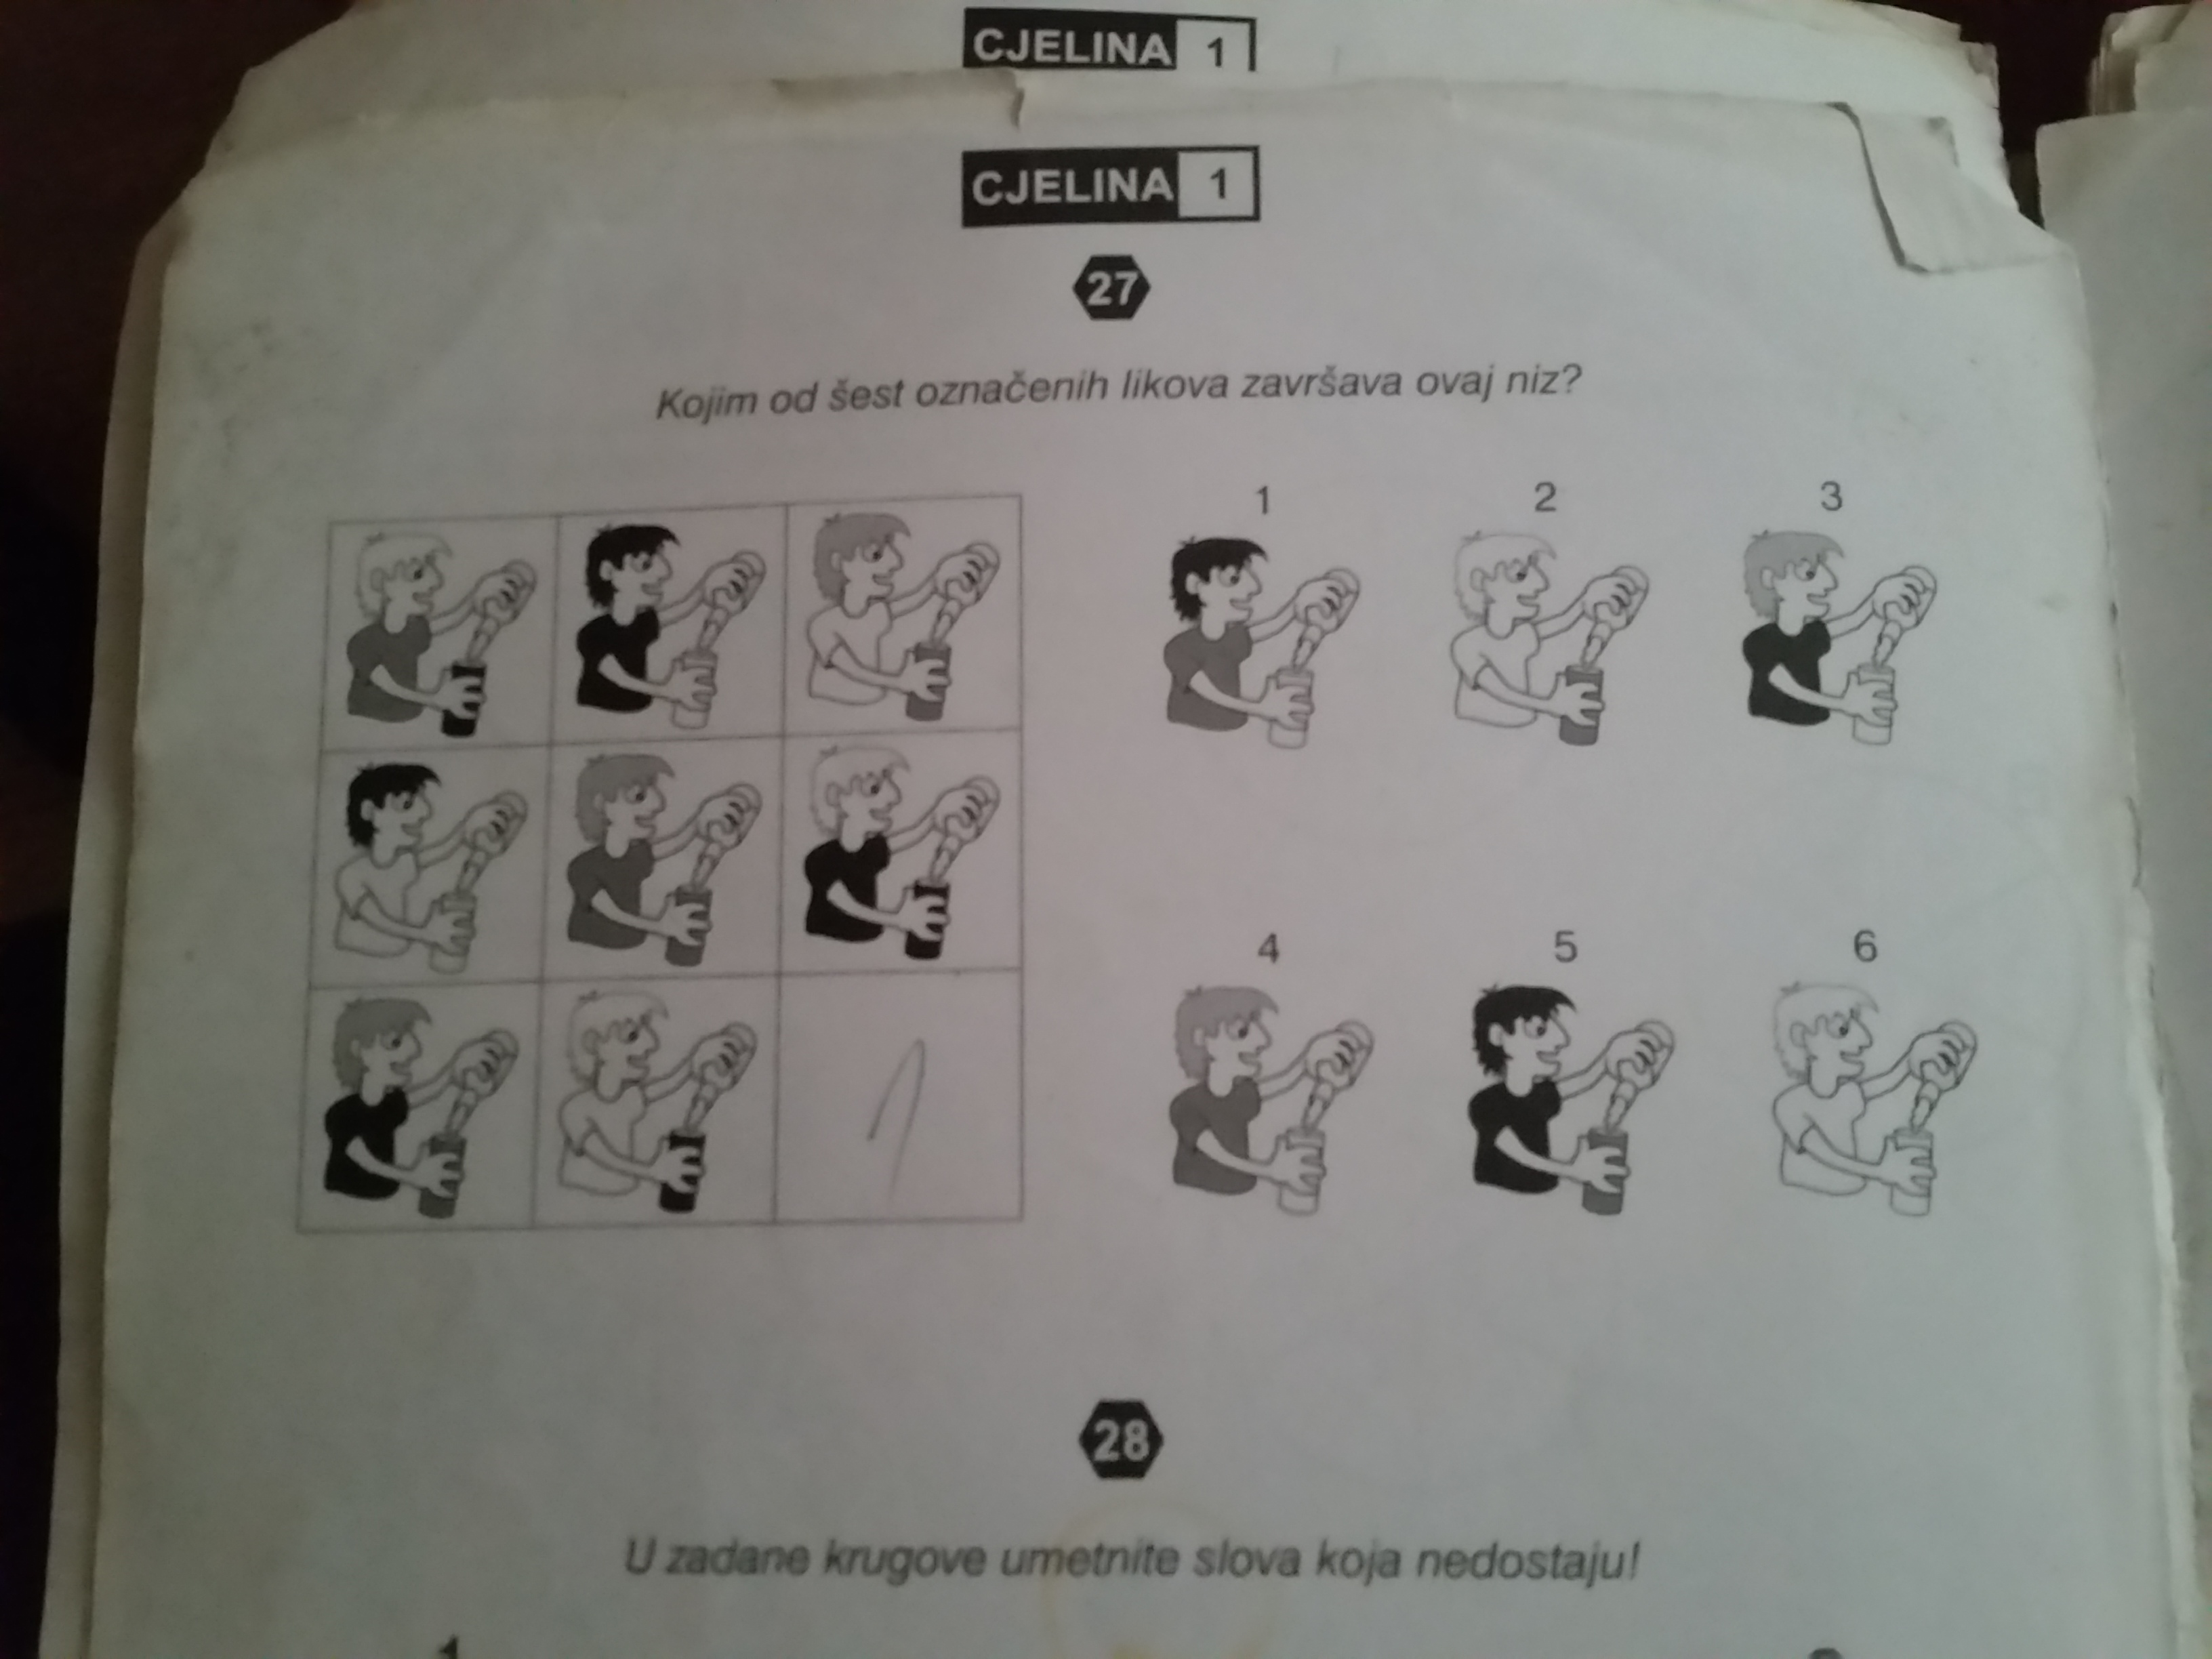 CJELINA 1
CJELINA 1
27
Kojim od šest označenih likova završava ovaj niz?
1 2 3
4 5 6
28
U zadane krugove umetnite slova koja nedostaju!